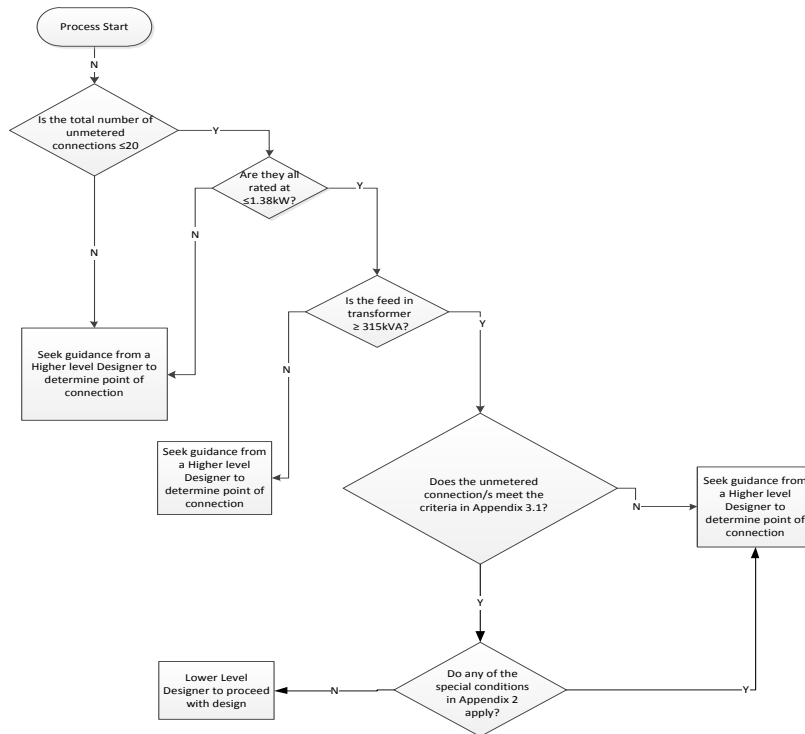 Process Start
N
Is the total number of
unmetered
connections ≤20
Y
Are they all
rated at
≤1.38kW?
Y
N
N
Is the feed in
transformer
≥ 315kVA?
Y
Seek guidance from a
Higher level Designer to
determine point of
connection
N
Seek guidance from
a Higher level
Designer to
determine point of
connection
Does the unmetered
connection/s meet the
criteria in Appendix 3.1?
N
Seek guidance from
a Higher level
Designer to
determine point of
connection
Y
Do any of the
special conditions
in Appendix 2
apply?
N
Y
Lower Level
Designer to proceed
with design